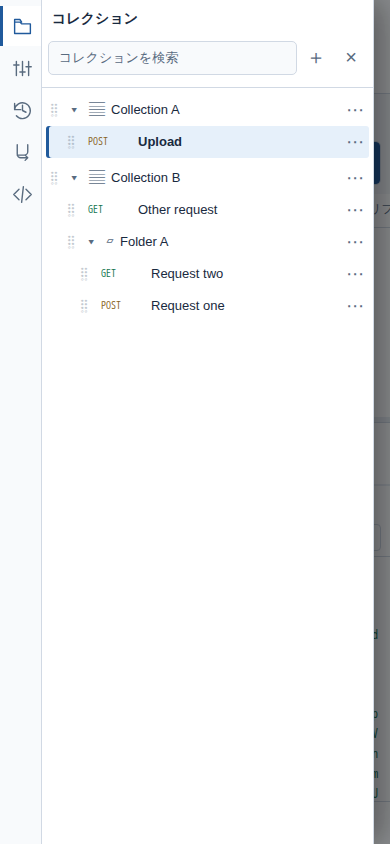 コレクション
コレクションを検索
Collection A
POST Upload
Collection B
GET Other request
Folder A
GET Request two
POST Request one